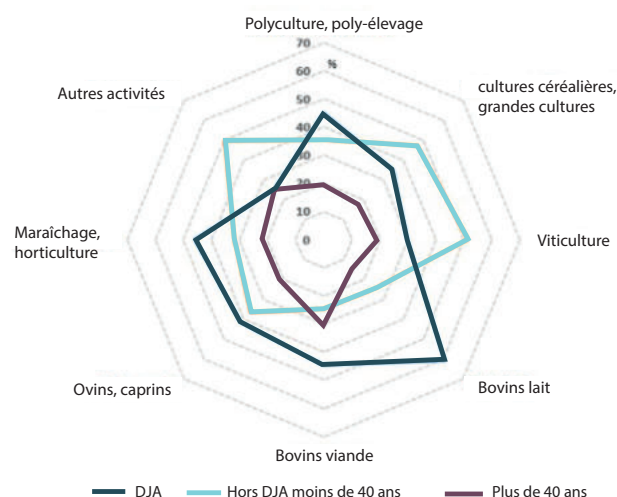 Polyculture, poly-élevage
70
%
60
50
40
30
20
10
0
cultures céréalières,
grandes cultures
Viticulture
Bovins lait
Bovins viande
Ovins, caprins
Maraîchage,
horticulture
Autres activités
DJA
Hors DJA moins de 40 ans
Plus de 40 ans